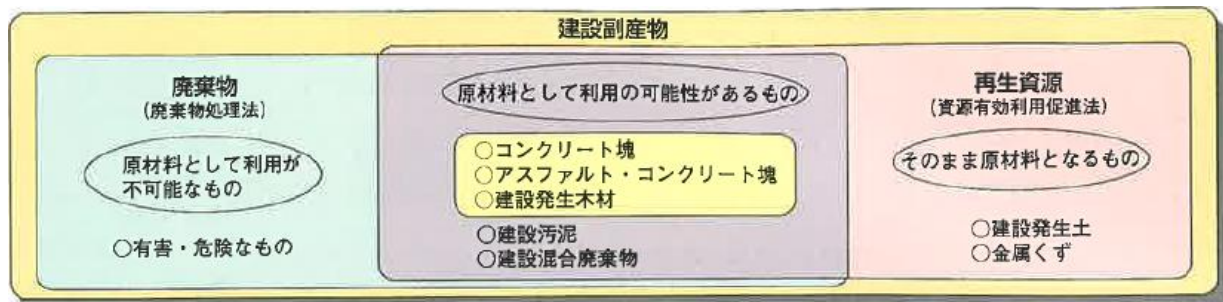 建設副産物
廃棄物
(廃棄物処理法)
原材料として利用が
不可能なもの
○有害・危険なもの
原材料として利用の可能性があるもの
○コンクリート塊
○アスファルト・コンクリート塊
○建設発生木材
○建設汚泥
○建設混合廃棄物
再生資源
(資源有効利用促進法)
そのまま原材料となるもの
○建設発生土
○金属くず